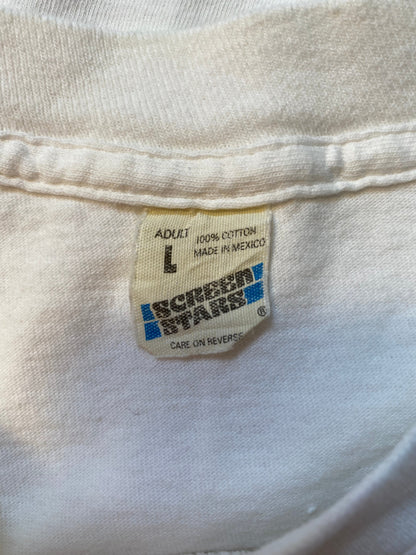 ADULT
L
100% COTTON
MADE IN MEXICO
SCREEN
STARS®
CARE ON REVERSE